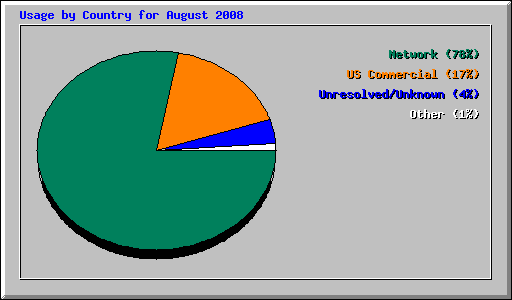 Usage by Country for August 2008
Network (78%)
US Commercial (17%)
Unresolved/Unknown (4%)
Other (1%)